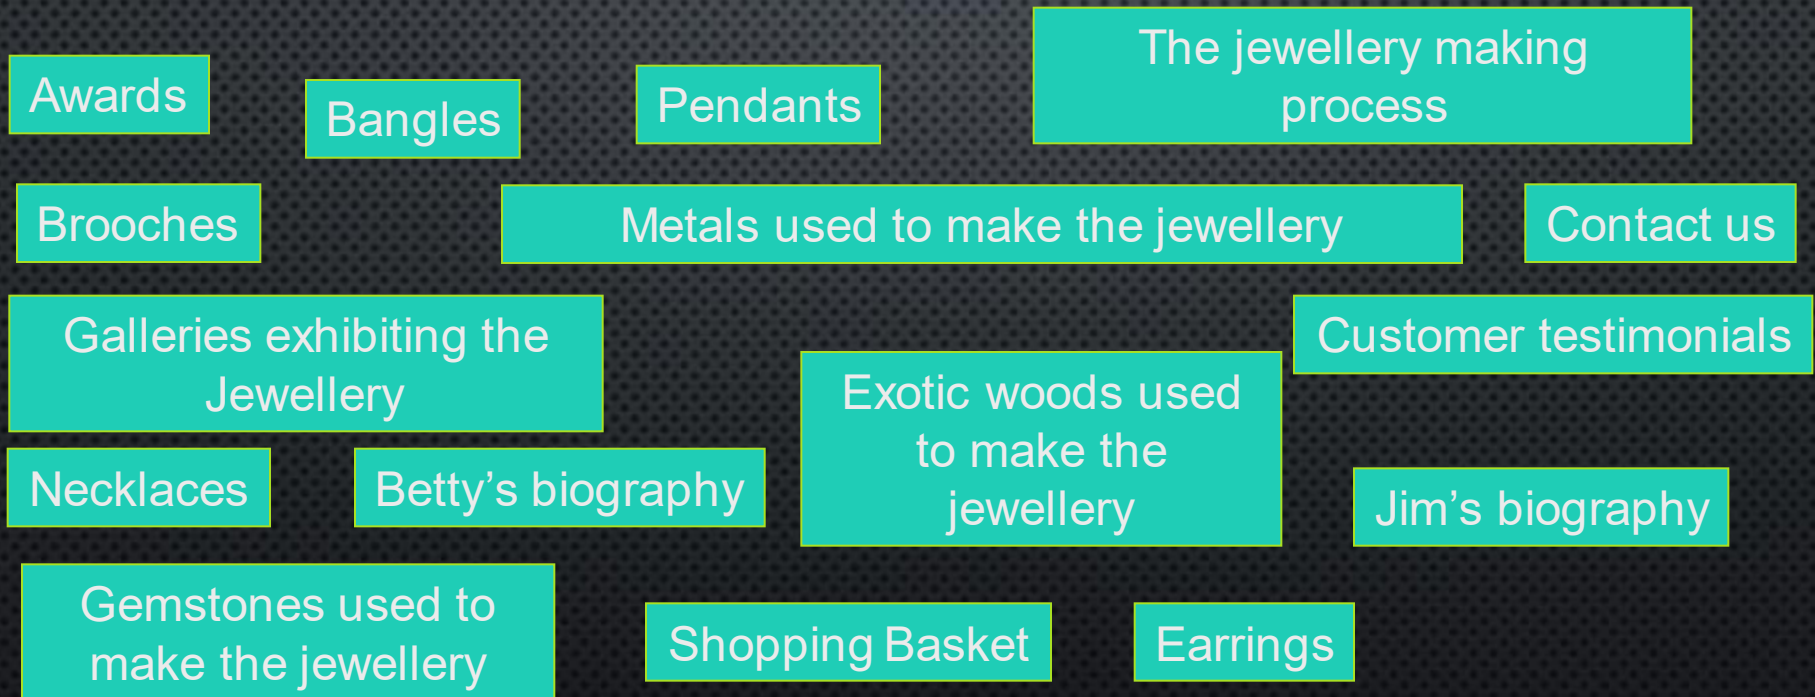 Awards
Bangles
Pendants
The jewellery making
process
Brooches
Metals used to make the jewellery
Contact us
Galleries exhibiting the
Jewellery
Customer testimonials
Exotic woods used
to make the
jewellery
Necklaces
Betty’s biography
Jim’s biography
Gemstones used to
make the jewellery
Shopping Basket
Earrings